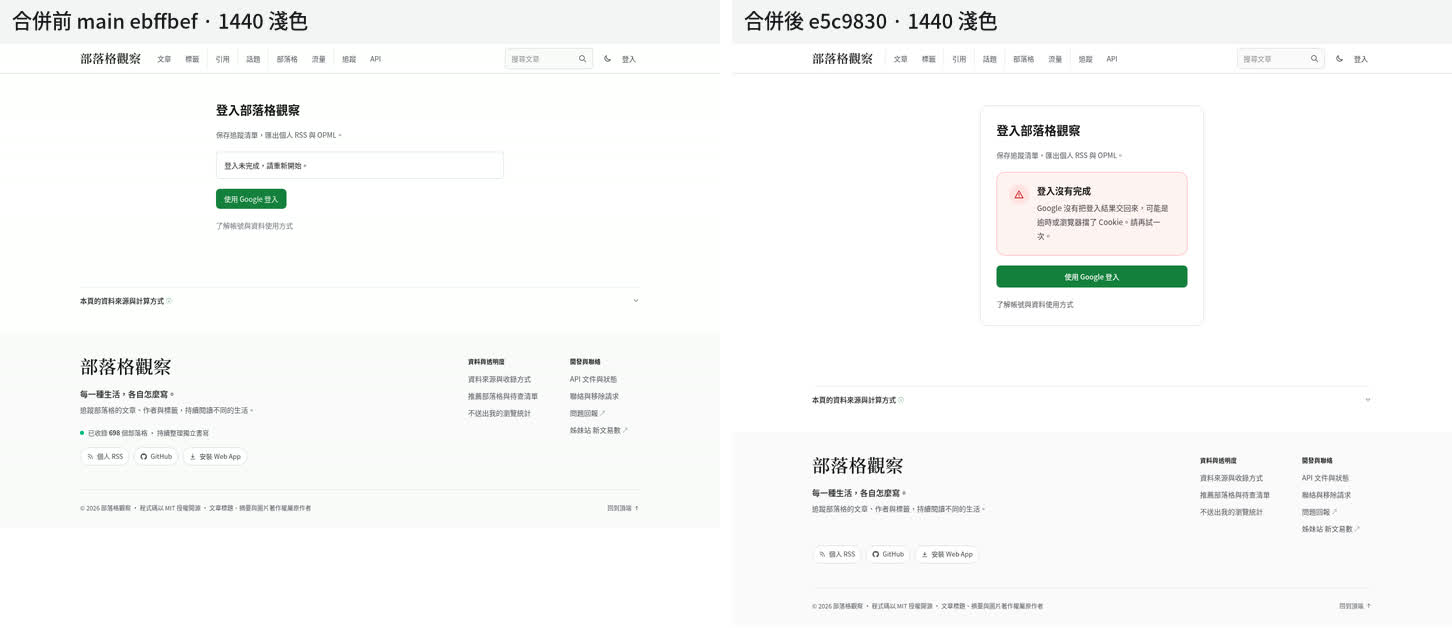 合併前 main ebffbef · 1440 淺色
部落格觀察 文章 標籤 引用 話題 部落格 流量 追蹤 API 搜尋文章 登入
登入部落格觀察
保存追蹤清單，匯出個人 RSS 與 OPML。
登入未完成，請重新開始。
使用 Google 登入
了解帳號與資料使用方式
本頁的資料來源與計算方式
部落格觀察
每一種生活，各自怎麼寫。
追蹤部落格的文章、作者與標籤，持續閱讀不同的生活。
已收錄 698 個部落格 · 持續整理獨立書寫
個人 RSS GitHub 安裝 Web App
資料與透明度
資料來源與收錄方式
推薦部落格與待查清單
不送出我的瀏覽統計
開發與聯絡
API 文件與狀態
聯絡與移除請求
問題回報 ↗
姊妹站 新文易數 ↗
© 2026 部落格觀察 · 程式碼以 MIT 授權開源 · 文章標題、摘要與圖片著作權屬原作者
回到頂端 ↑
合併後 e5c9830 · 1440 淺色
部落格觀察 文章 標籤 引用 話題 部落格 流量 追蹤 API 搜尋文章 登入
登入部落格觀察
保存追蹤清單，匯出個人 RSS 與 OPML。
登入沒有完成
Google 沒有把登入結果交回來，可能是
逾時或瀏覽器擋了 Cookie。請再試一
次。
使用 Google 登入
了解帳號與資料使用方式
本頁的資料來源與計算方式
部落格觀察
每一種生活，各自怎麼寫。
追蹤部落格的文章、作者與標籤，持續閱讀不同的生活。
個人 RSS GitHub 安裝 Web App
資料與透明度
資料來源與收錄方式
推薦部落格與待查清單
不送出我的瀏覽統計
開發與聯絡
API 文件與狀態
聯絡與移除請求
問題回報 ↗
姊妹站 新文易數 ↗
© 2026 部落格觀察 · 程式碼以 MIT 授權開源 · 文章標題、摘要與圖片著作權屬原作者
回到頂端 ↑